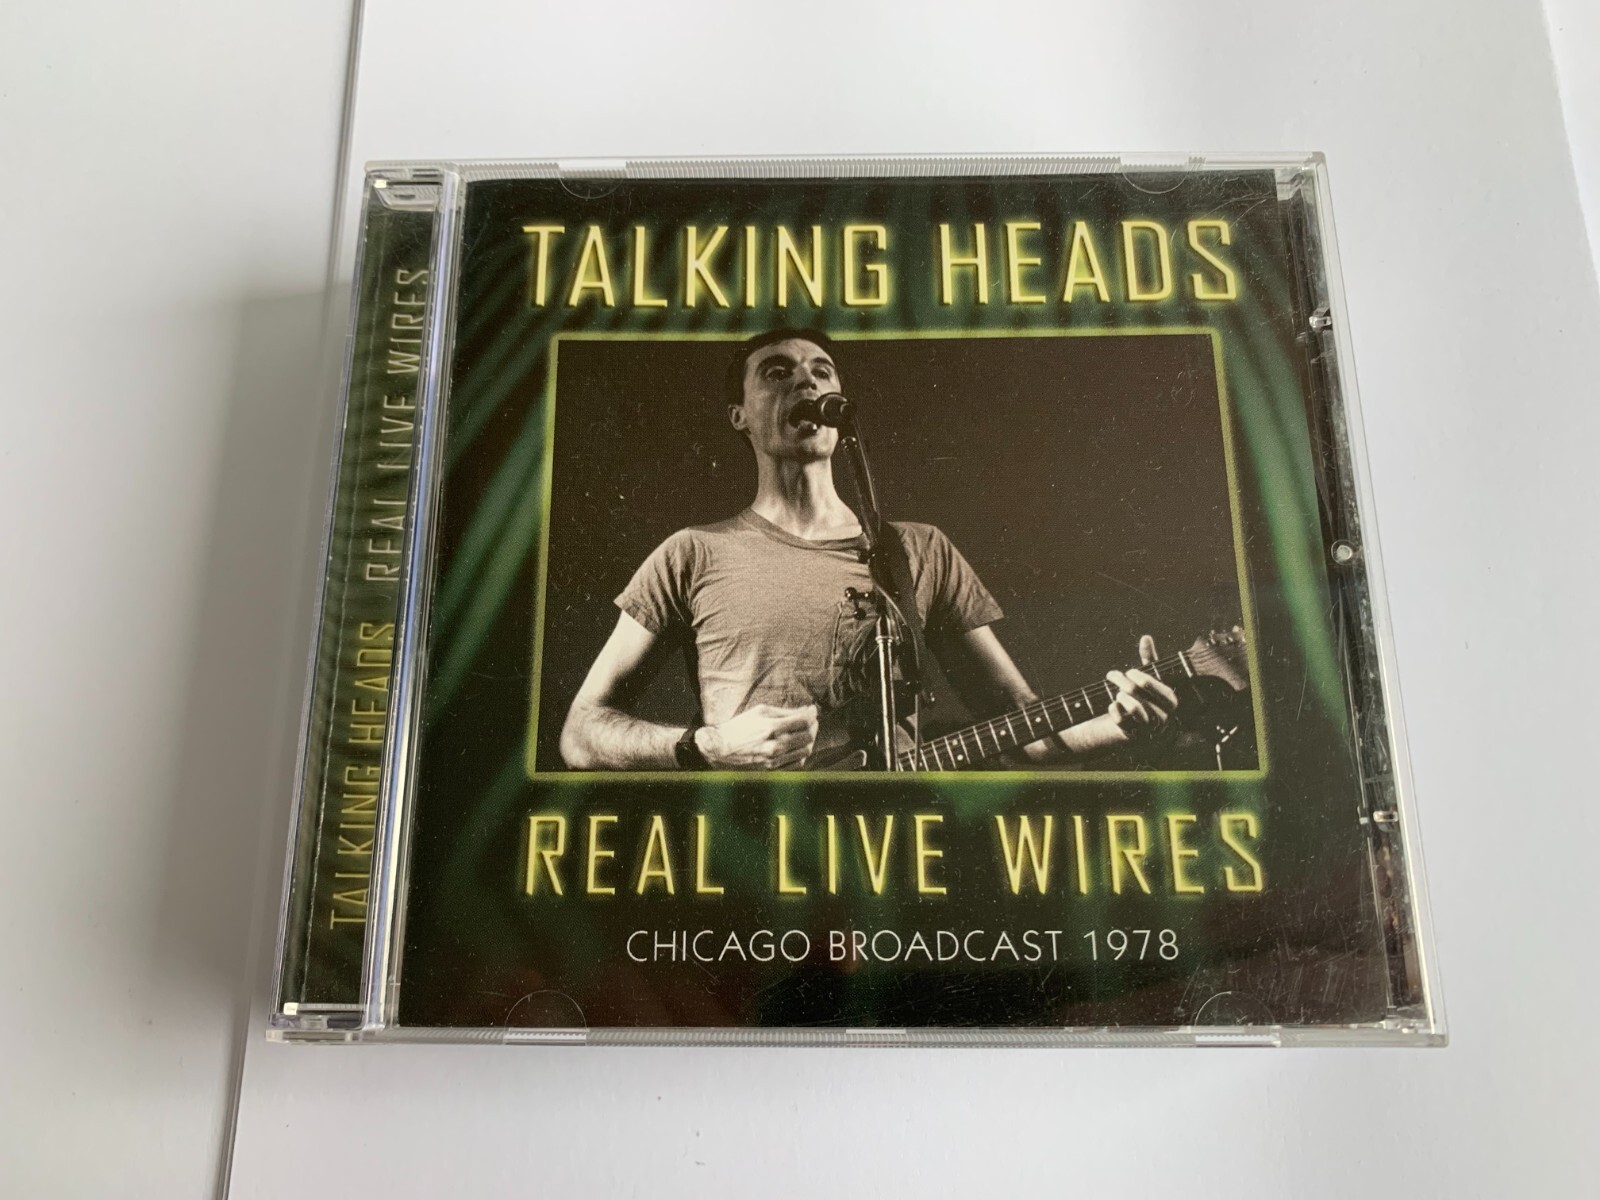 TALKING HEADS
REAL LIVE WIRES
CHICAGO BROADCAST 1978
TALKING HEADS REAL LIVE WIRES